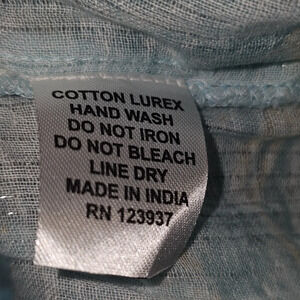 COTTON LUREX
HAND WASH
DO NOT IRON
DO NOT BLEACH
LINE DRY
MADE IN INDIA
RN 123937